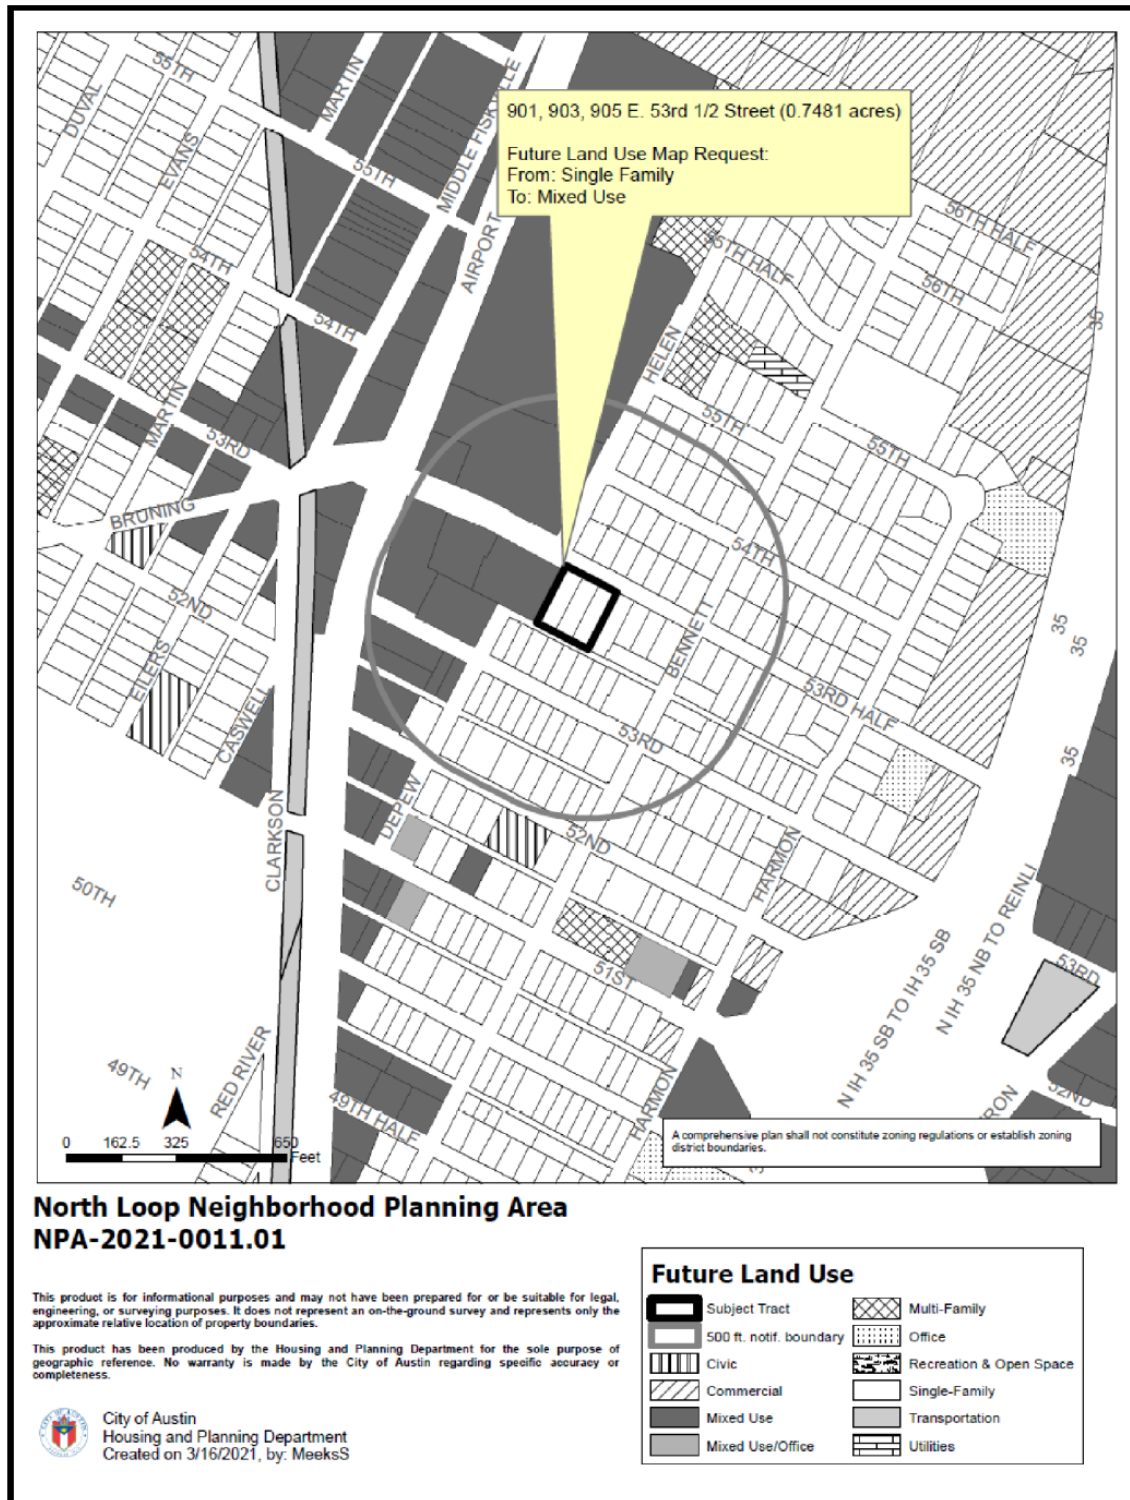 55TH
DUVAL
EVANS
MARTIN
MIDDLE FISKVILLE
55TH
AIRPORT
901, 903, 905 E. 53rd 1/2 Street (0.7481 acres)
Future Land Use Map Request:
From: Single Family
To: Mixed Use
56TH HALF
55TH HALF
56TH
35
54TH
54TH
HELEN
MARTIN
53RD
55TH
55TH
BRUNING
54TH
52ND
35
35
BENNETT
EILERS
CASWELL
53RD HALF
53RD
35
DEPEW
CLARKSON
52ND
HARMON
50TH
51ST
N IH 35 SB TO IH 35 SB
N IH 35 NB TO REINLI
53RD
49TH
RED RIVER
49TH HALF
HARMON
52ND
N
0 162.5 325 650
Feet
A comprehensive plan shall not constitute zoning regulations or establish zoning
district boundaries.
North Loop Neighborhood Planning Area
NPA-2021-0011.01
This product is for informational purposes and may not have been prepared for or be suitable for legal,
engineering, or surveying purposes. It does not represent an on-the-ground survey and represents only the
approximate relative location of property boundaries.
This product has been produced by the Housing and Planning Department for the sole purpose of
geographic reference. No warranty is made by the City of Austin regarding specific accuracy or
completeness.
City of Austin
Housing and Planning Department
Created on 3/16/2021, by: MeeksS
Future Land Use
Subject Tract
500 ft. notif. boundary
Civic
Commercial
Mixed Use
Mixed Use/Office
Multi-Family
Office
Recreation & Open Space
Single-Family
Transportation
Utilities